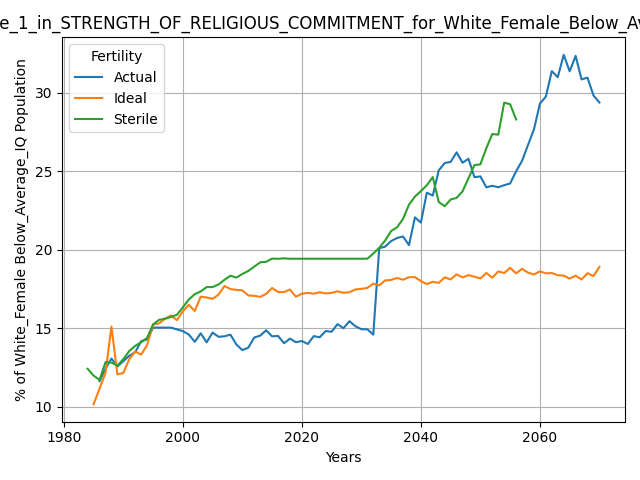 e_1_in_STRENGTH_OF_RELIGIOUS_COMMITMENT_for_White_Female_Below_Av
Fertility
Actual
Ideal
Sterile
% of White_Female Below_Average_IQ Population
30
25
20
15
10
1980
2000
2020
2040
2060
Years